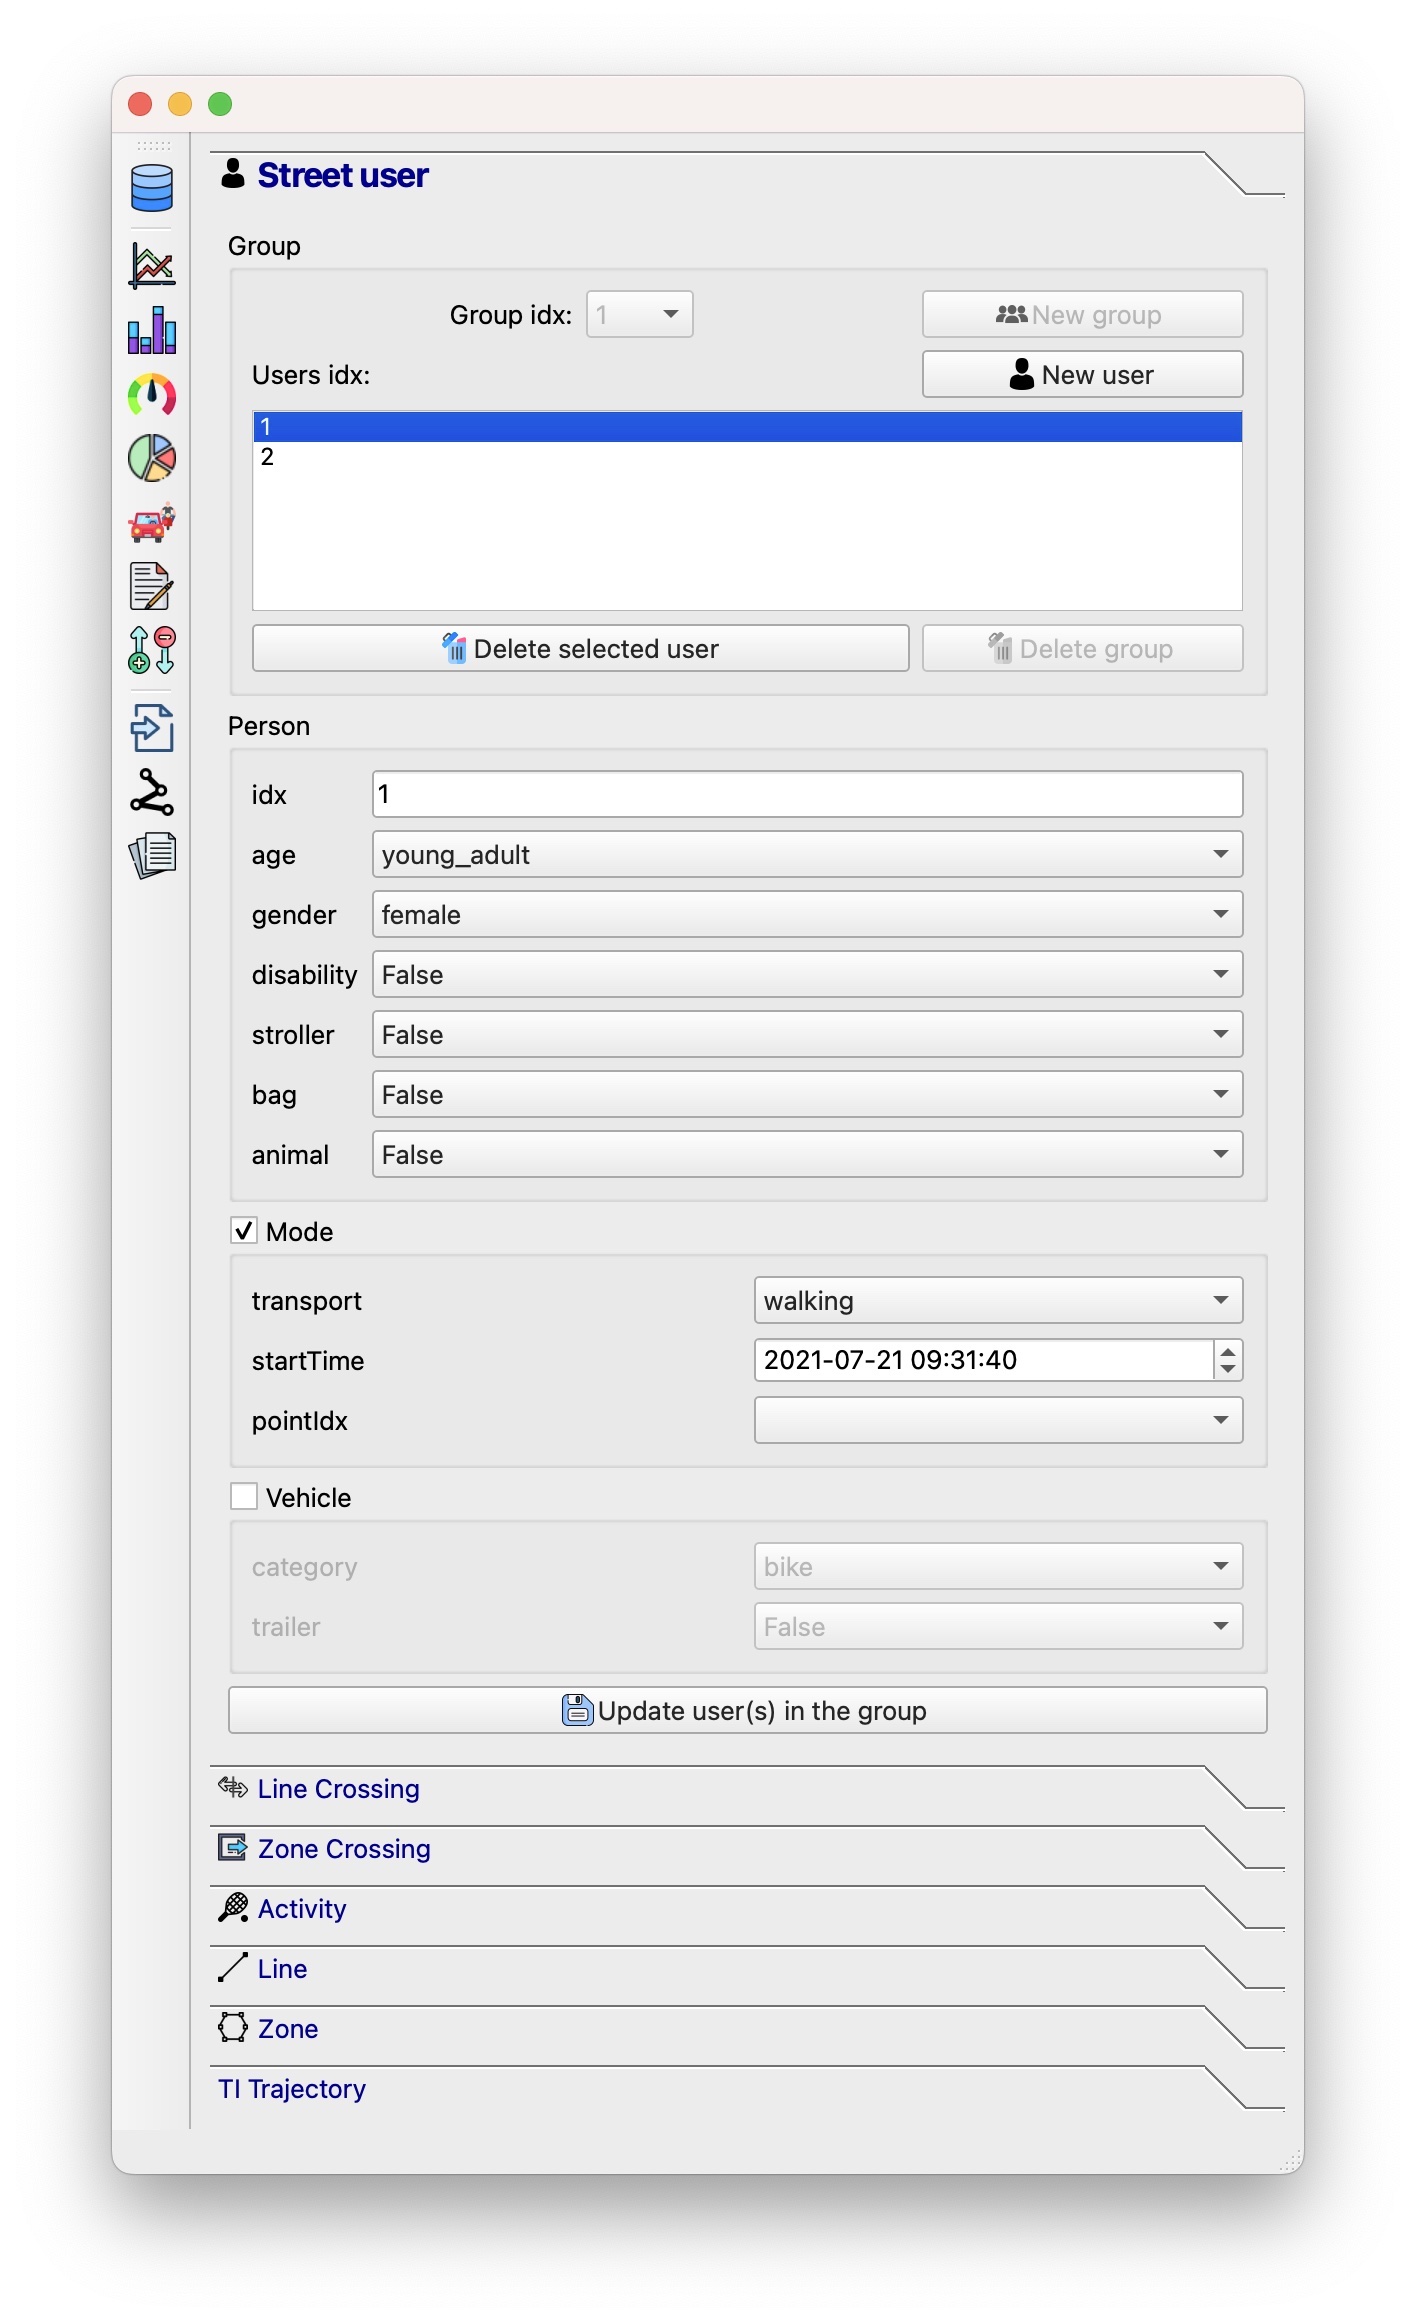 Street user
Group
Group idx: 1 New group
Users idx: New user
1
2
Delete selected user Delete group
Person
idx 1
age young_adult
gender female
disability False
stroller False
bag False
animal False
Mode
transport walking
startTime 2021-07-21 09:31:40
pointIdx
Vehicle
category bike
trailer False
Update user(s) in the group
Line Crossing
Zone Crossing
Activity
Line
Zone
TI Trajectory